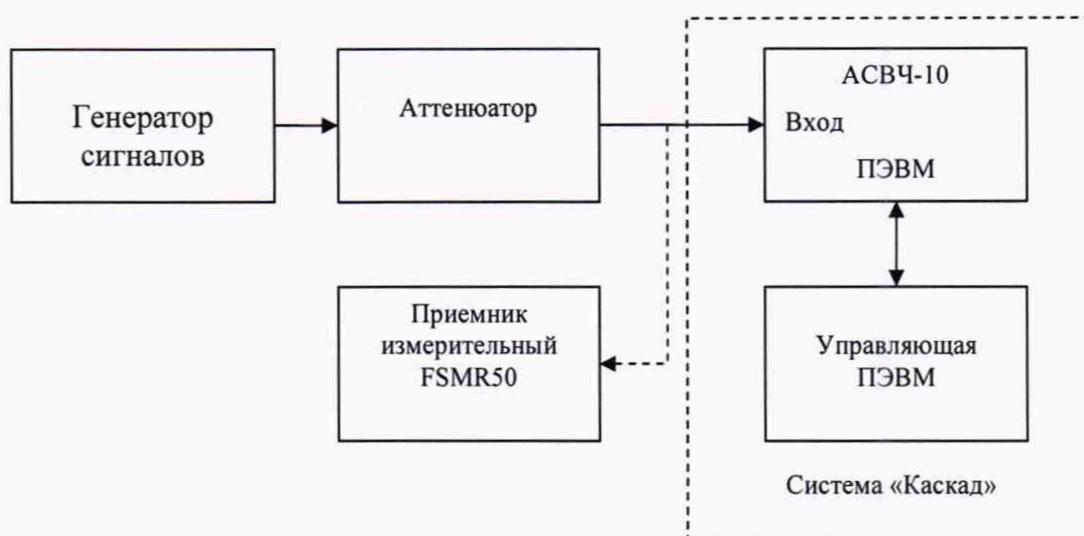 Генератор
сигналов
Аттенюатор
АСВЧ-10
Вход
ПЭВМ
Приемник
измерительный
FSMR50
Управляющая
ПЭВМ
Система «Каскад»